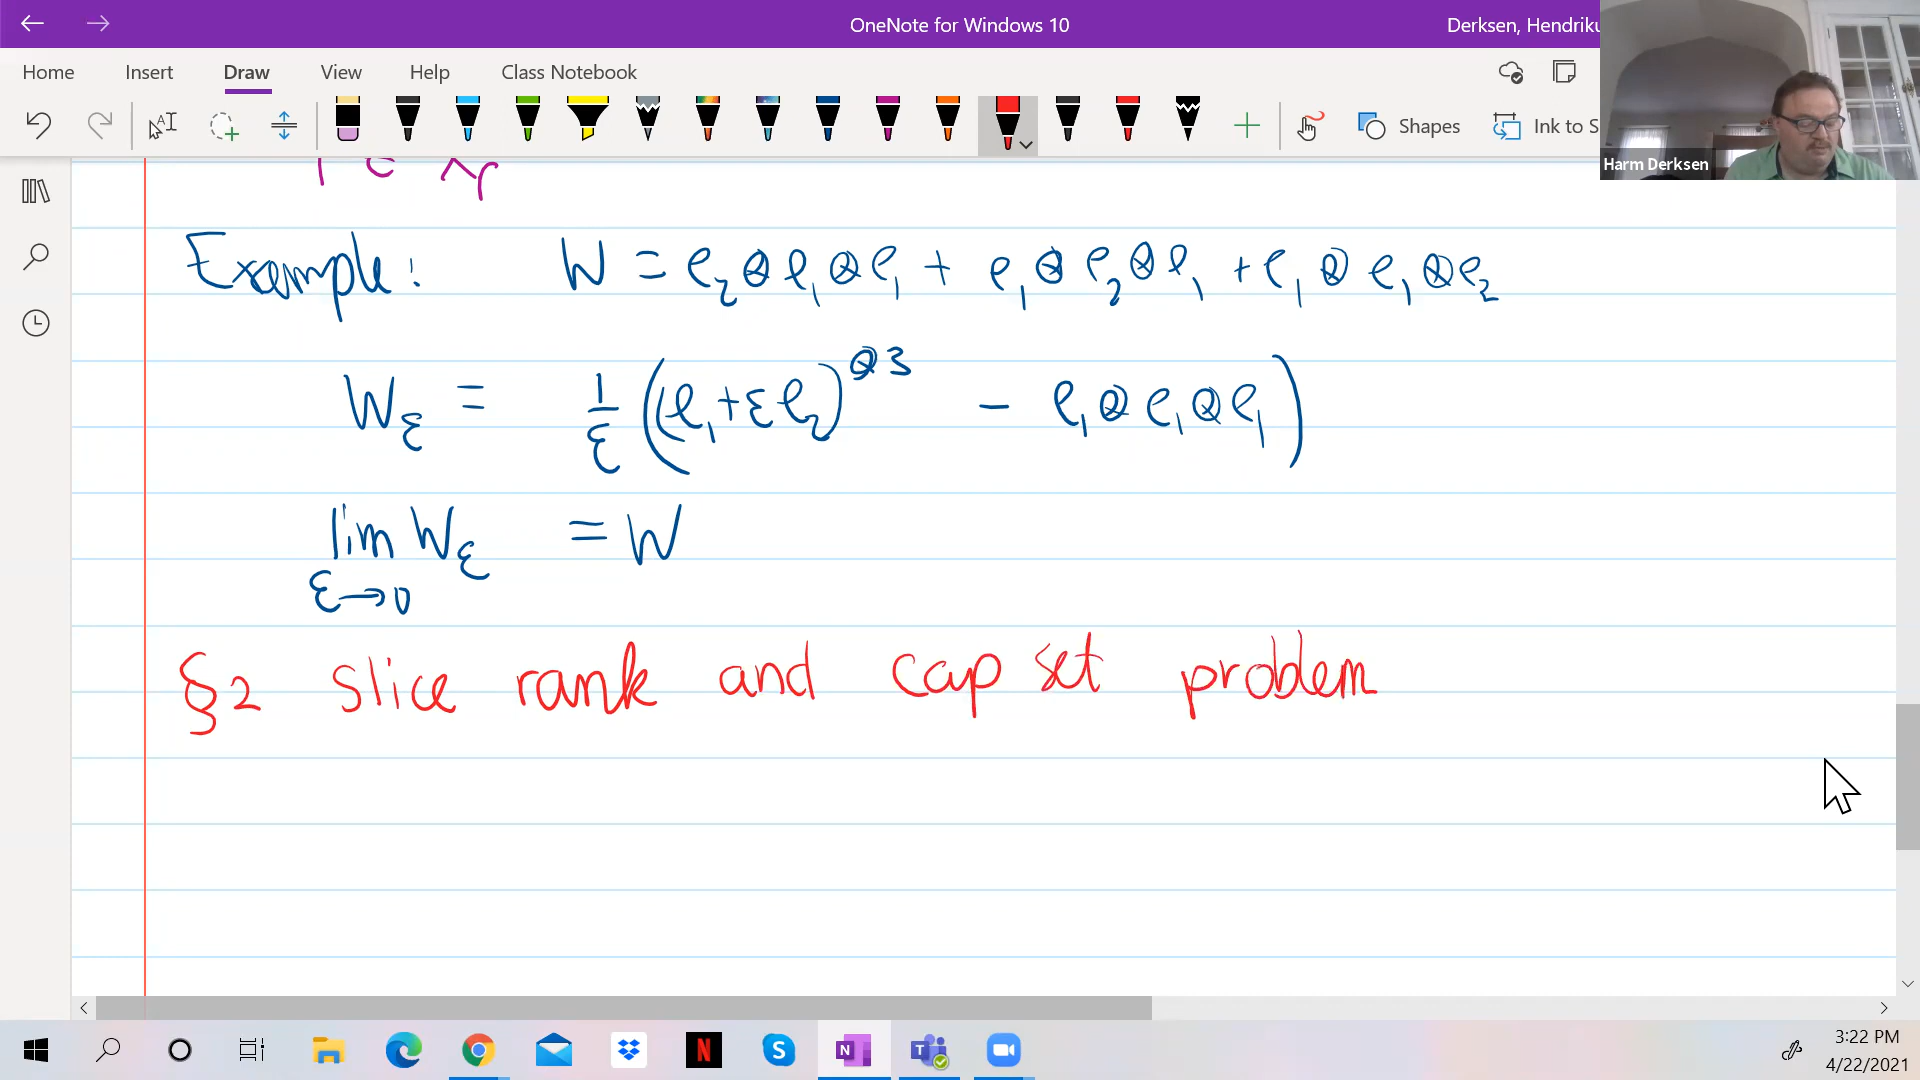 OneNote for Windows 10
Derksen, Hendriku
Home Insert Draw View Help Class Notebook
Shapes
Ink to S
Harm Derksen
Example: W = e₂⊗e₁⊗e₁ + e₁⊗e₂⊗e₁ + e₁⊗e₁⊗e₂
W_ε = 1/ε ((e₁+εe₂)^⊗3 − e₁⊗e₁⊗e₁)
lim W_ε = W
ε→0
§2 slice rank and cap set problem
3:22 PM
4/22/2021